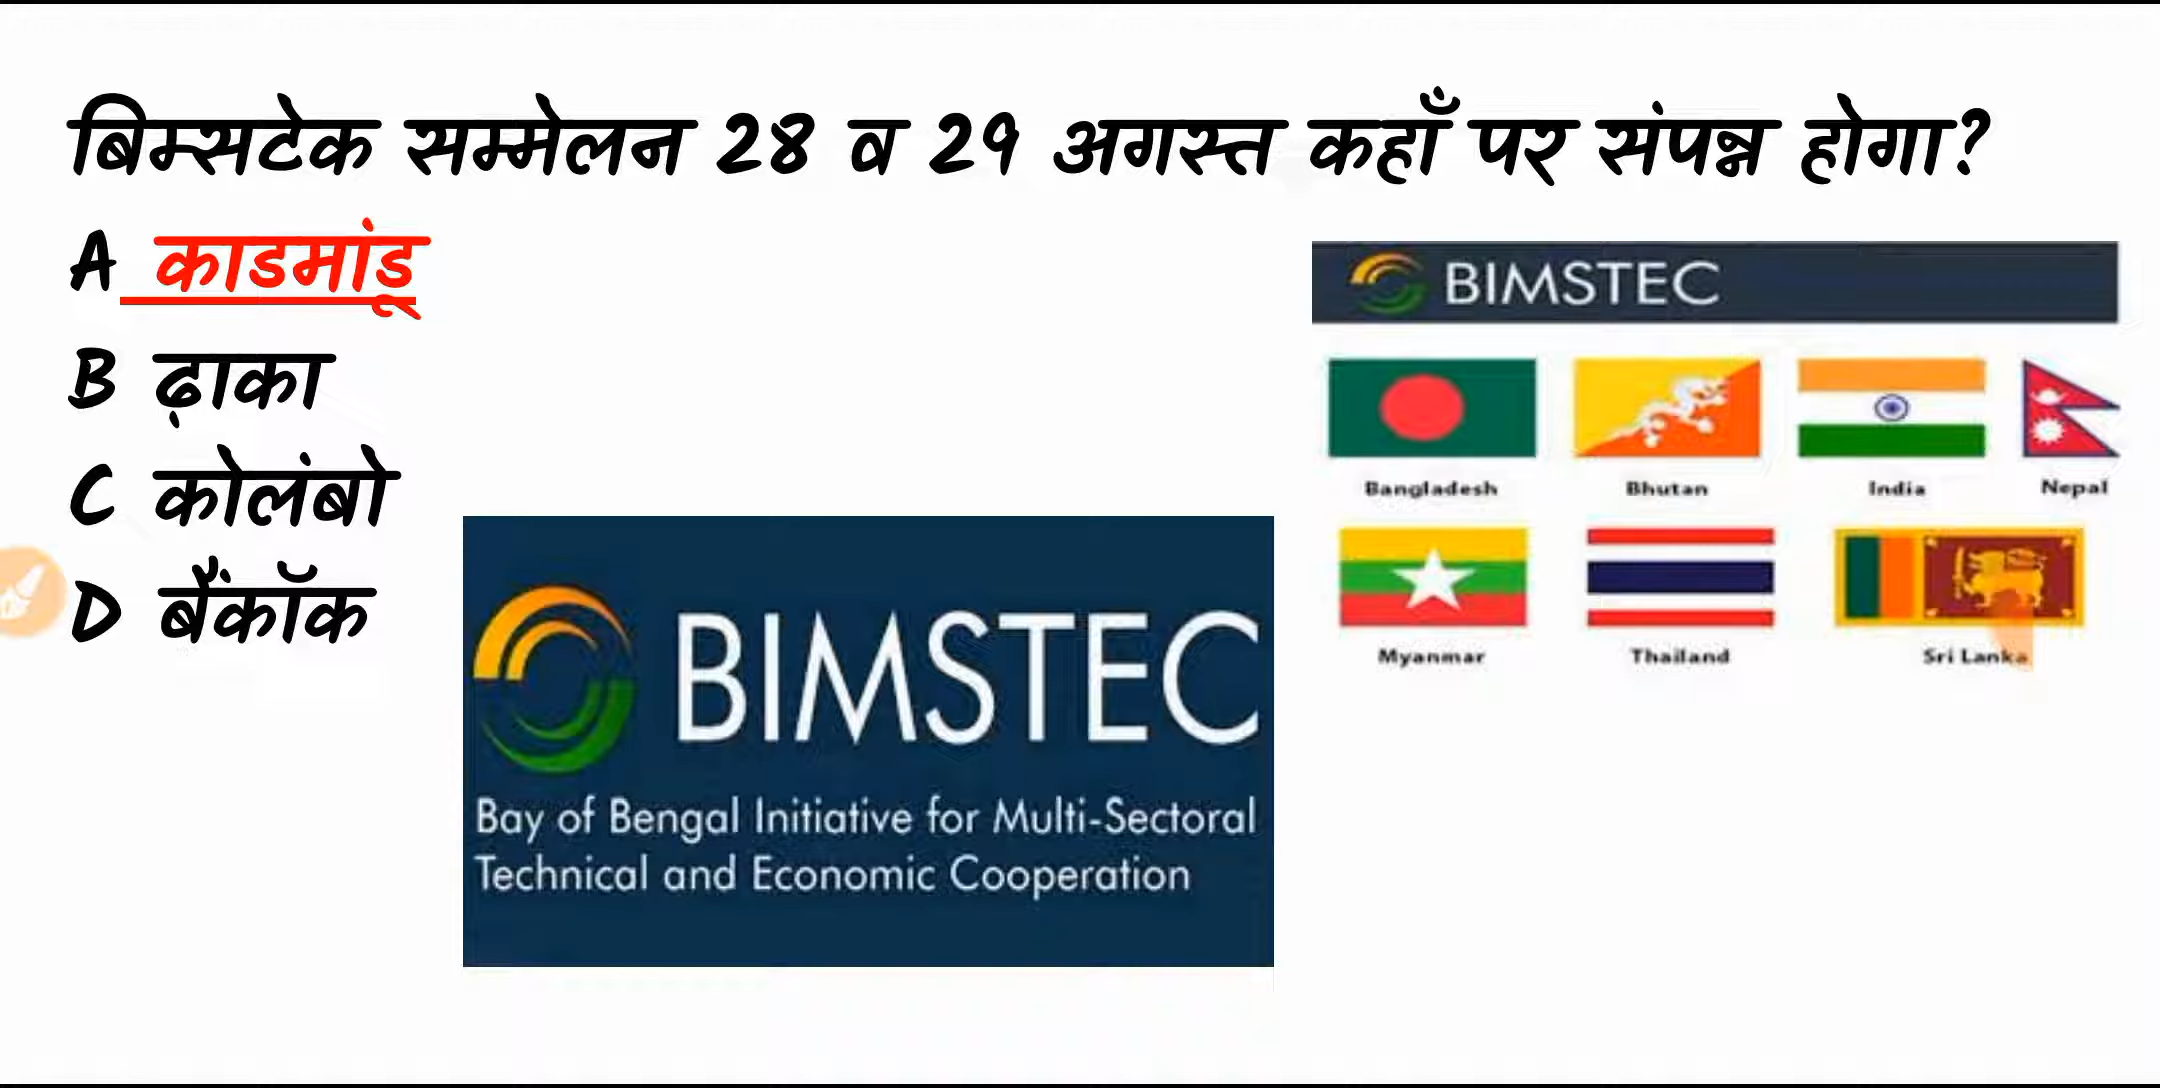 बिम्सटेक सम्मेलन 28 व 29 अगस्त कहाँ पर संपन्न होगा?
A काडमांडू
B ढ़ाका
C कोलंबो
D बैंकॉक
BIMSTEC
Bangladesh Bhutan India Nepal
Myanmar Thailand Sri Lanka
BIMSTEC
Bay of Bengal Initiative for Multi-Sectoral
Technical and Economic Cooperation